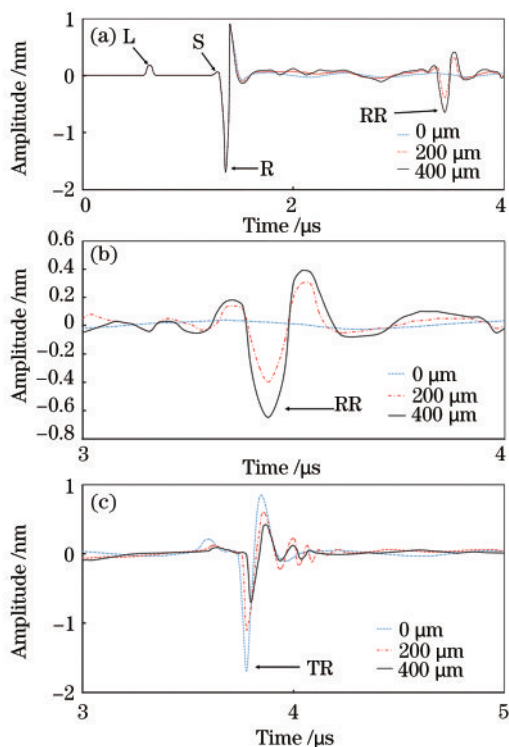 (a)
L
S
R
RR
Amplitude /nm
1
0
-1
-2
0 μm
200 μm
400 μm
0
2
4
Time /μs
(b)
Amplitude /nm
0.6
0.4
0.2
0
-0.2
-0.4
-0.6
-0.8
RR
0 μm
200 μm
400 μm
3
4
Time /μs
(c)
Amplitude /nm
1
0
-1
-2
TR
0 μm
200 μm
400 μm
3
4
5
Time /μs